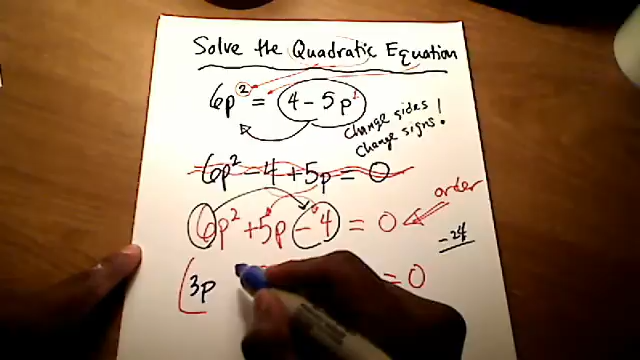 Solve the Quadratic Equation
6p² = 4 - 5p¹
change sides
change signs!
6p² - 4 + 5p = 0
order
6p² + 5p - 4 = 0
-24
(3p = 0